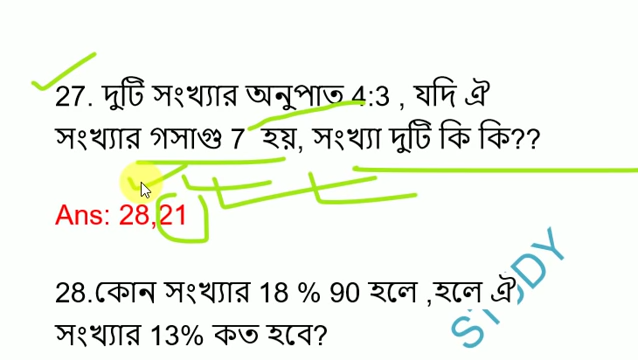 27. দুটি সংখ্যার অনুপাত 4:3 , যদি ঐ
সংখ্যার গসাগু 7 হয়, সংখ্যা দুটি কি কি??
Ans: 28,21
28.কোন সংখ্যার 18 % 90 হলে ,হলে ঐ
সংখ্যার 13% কত হবে?
STUDY